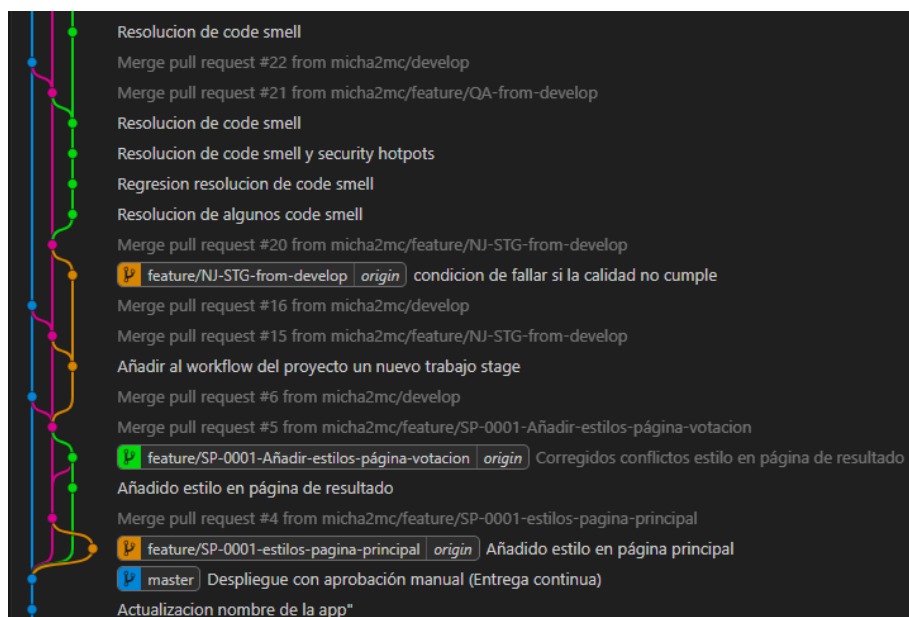 Resolucion de code smell
Merge pull request #22 from micha2mc/develop
Merge pull request #21 from micha2mc/feature/QA-from-develop
Resolucion de code smell
Resolucion de code smell y security hotpots
Regresion resolucion de code smell
Resolucion de algunos code smell
Merge pull request #20 from micha2mc/feature/NJ-STG-from-develop
feature/NJ-STG-from-develop origin condicion de fallar si la calidad no cumple
Merge pull request #16 from micha2mc/develop
Merge pull request #15 from micha2mc/feature/NJ-STG-from-develop
Añadir al workflow del proyecto un nuevo trabajo stage
Merge pull request #6 from micha2mc/develop
Merge pull request #5 from micha2mc/feature/SP-0001-Añadir-estilos-página-votacion
feature/SP-0001-Añadir-estilos-página-votacion origin Corregidos conflictos estilo en página de resultado
Añadido estilo en página de resultado
Merge pull request #4 from micha2mc/feature/SP-0001-estilos-pagina-principal
feature/SP-0001-estilos-pagina-principal origin Añadido estilo en página principal
master Despliegue con aprobación manual (Entrega continua)
Actualizacion nombre de la app"